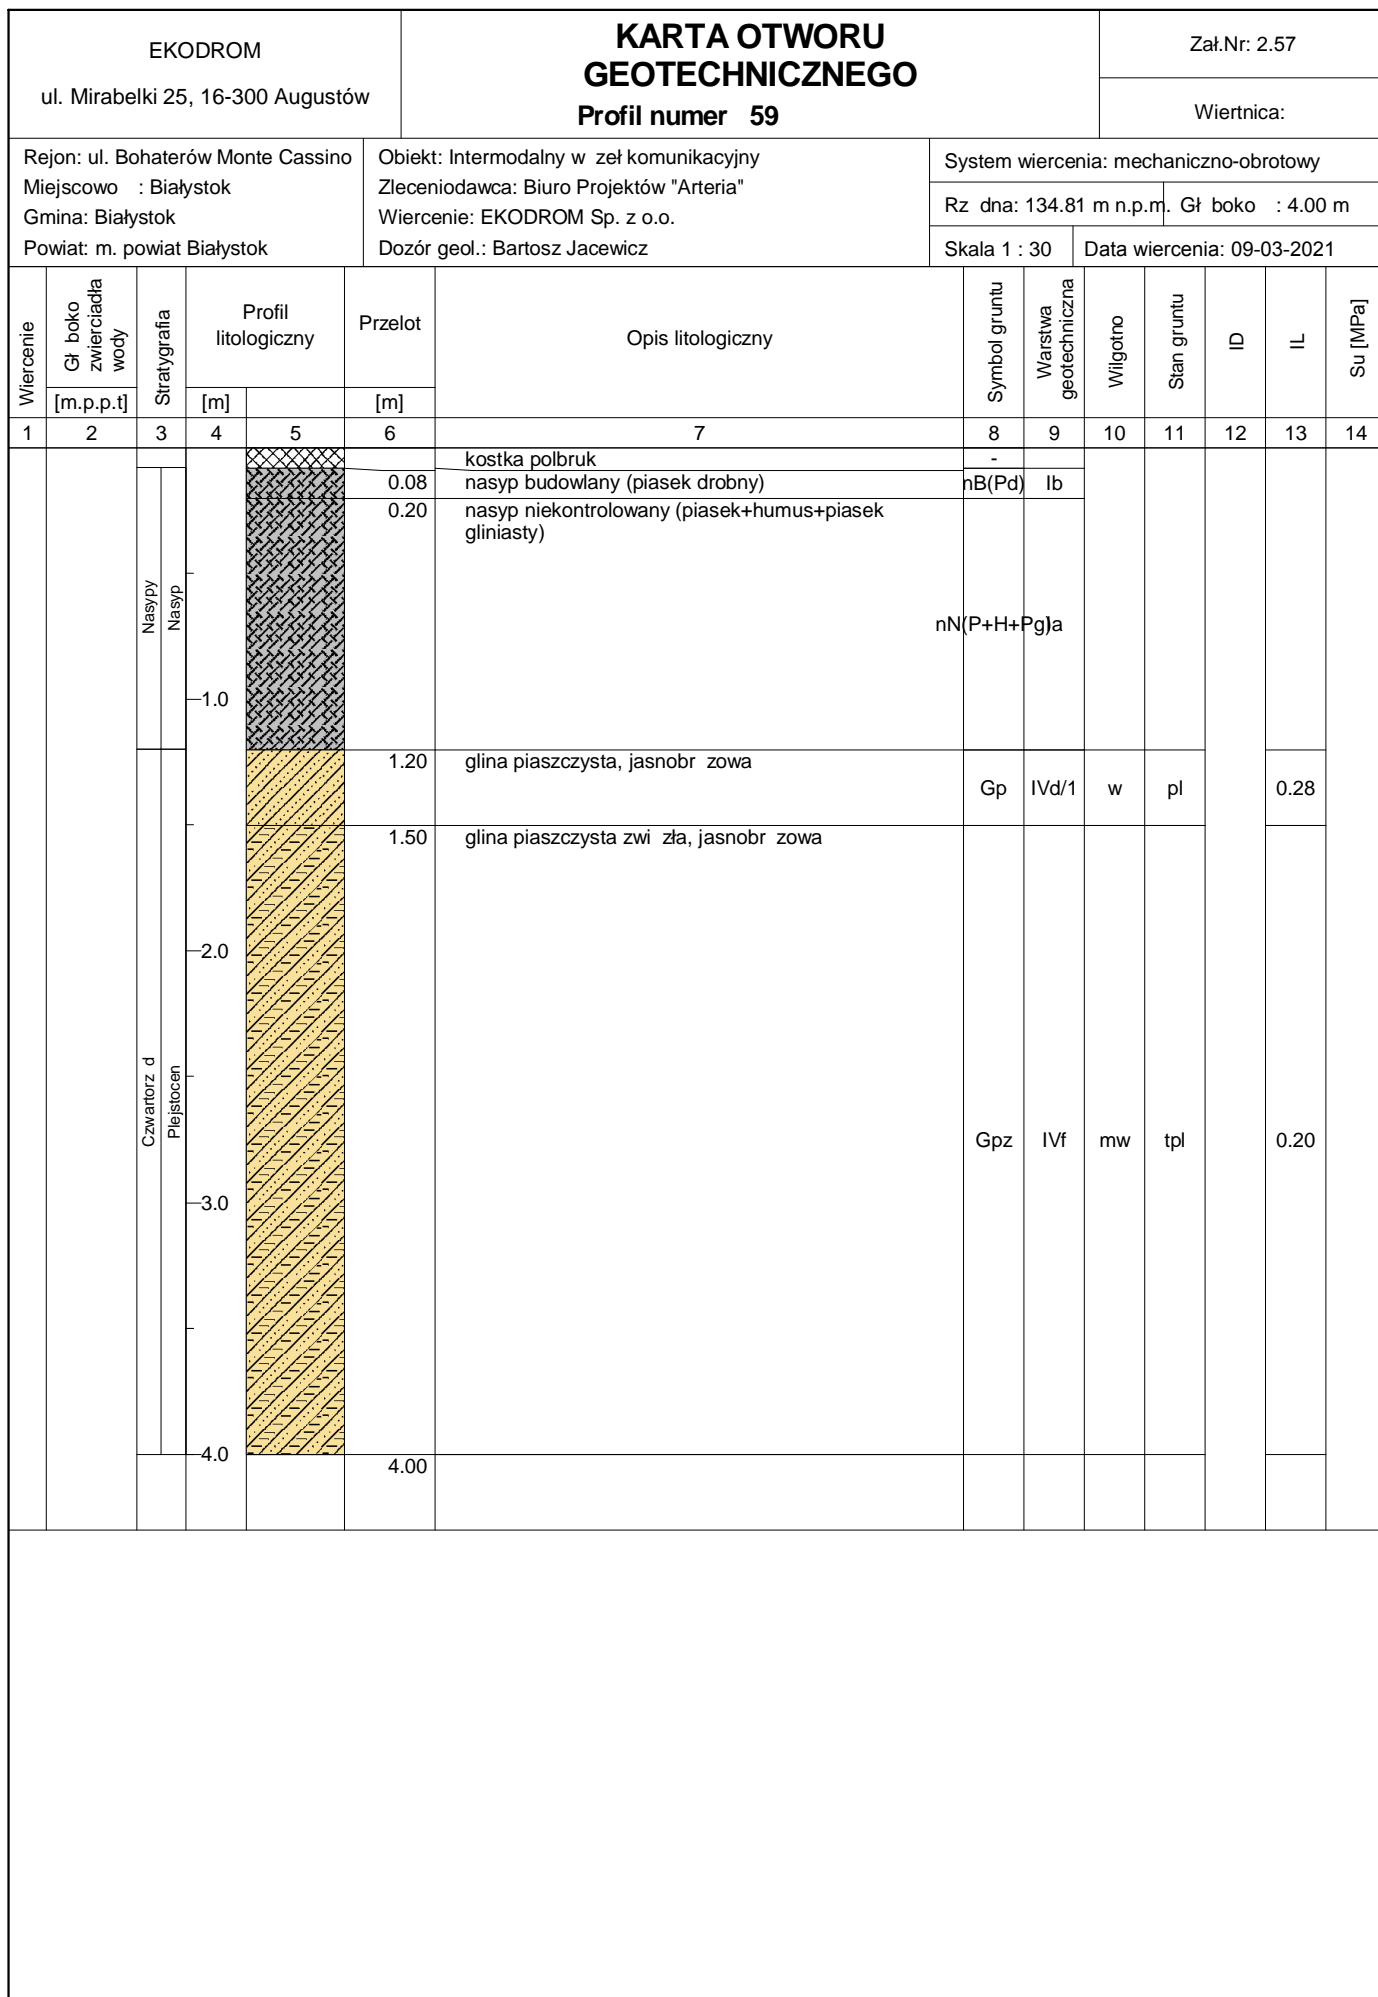 EKODROM
ul. Mirabelki 25, 16-300 Augustów
KARTA OTWORU
GEOTECHNICZNEGO
Profil numer 59
Zał.Nr: 2.57
Wiertnica:
Rejon: ul. Bohaterów Monte Cassino
Miejscowo : Białystok
Gmina: Białystok
Powiat: m. powiat Białystok
Obiekt: Intermodalny w zeł komunikacyjny
Zleceniodawca: Biuro Projektów "Arteria"
Wiercenie: EKODROM Sp. z o.o.
Dozór geol.: Bartosz Jacewicz
System wiercenia: mechaniczno-obrotowy
Rz dna: 134.81 m n.p.m. Gł boko : 4.00 m
Skala 1 : 30 Data wiercenia: 09-03-2021
Wiercenie
Gł boko
zwierciadła
wody
[m.p.p.t]
Stratygrafia
Profil
litologiczny
[m]
Przelot
[m]
Opis litologiczny
Symbol gruntu
Warstwa
geotechniczna
Wilgotno
Stan gruntu
ID
IL
Su [MPa]
1 2 3 4 5 6 7 8 9 10 11 12 13 14
kostka polbruk -
0.08 nasyp budowlany (piasek drobny) nB(Pd) Ib
0.20 nasyp niekontrolowany (piasek+humus+piasek
gliniasty)
Nasypy
Nasyp
nN(P+H+Pg) Ia
1.0
1.20 glina piaszczysta, jasnobr zowa
Gp IVd/1 w pl 0.28
1.50 glina piaszczysta zwi zła, jasnobr zowa
2.0
Czwartorz d
Plejstocen
Gpz IVf mw tpl 0.20
3.0
4.0
4.00